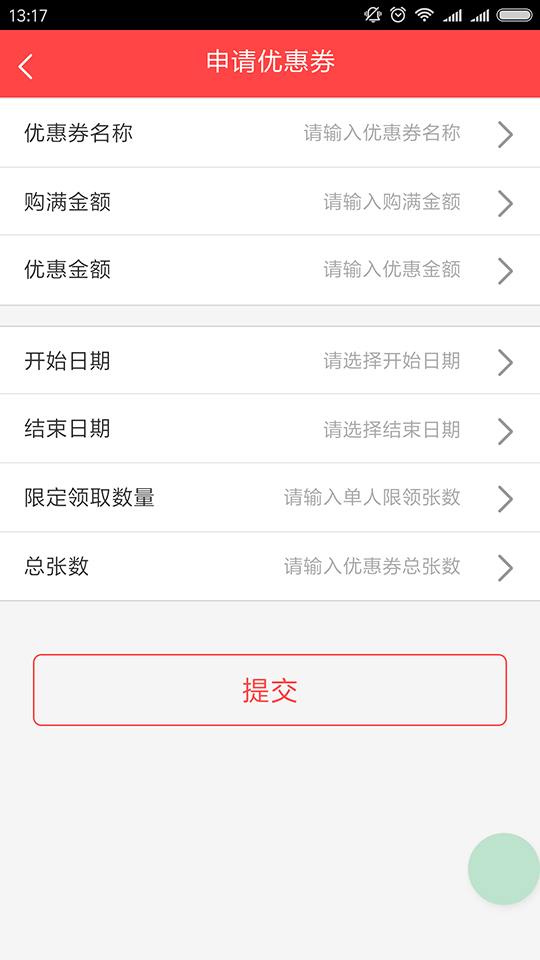 13:17
申请优惠券
优惠券名称 请输入优惠券名称
购满金额 请输入购满金额
优惠金额 请输入优惠金额
开始日期 请选择开始日期
结束日期 请选择结束日期
限定领取数量 请输入单人限领张数
总张数 请输入优惠券总张数
提交